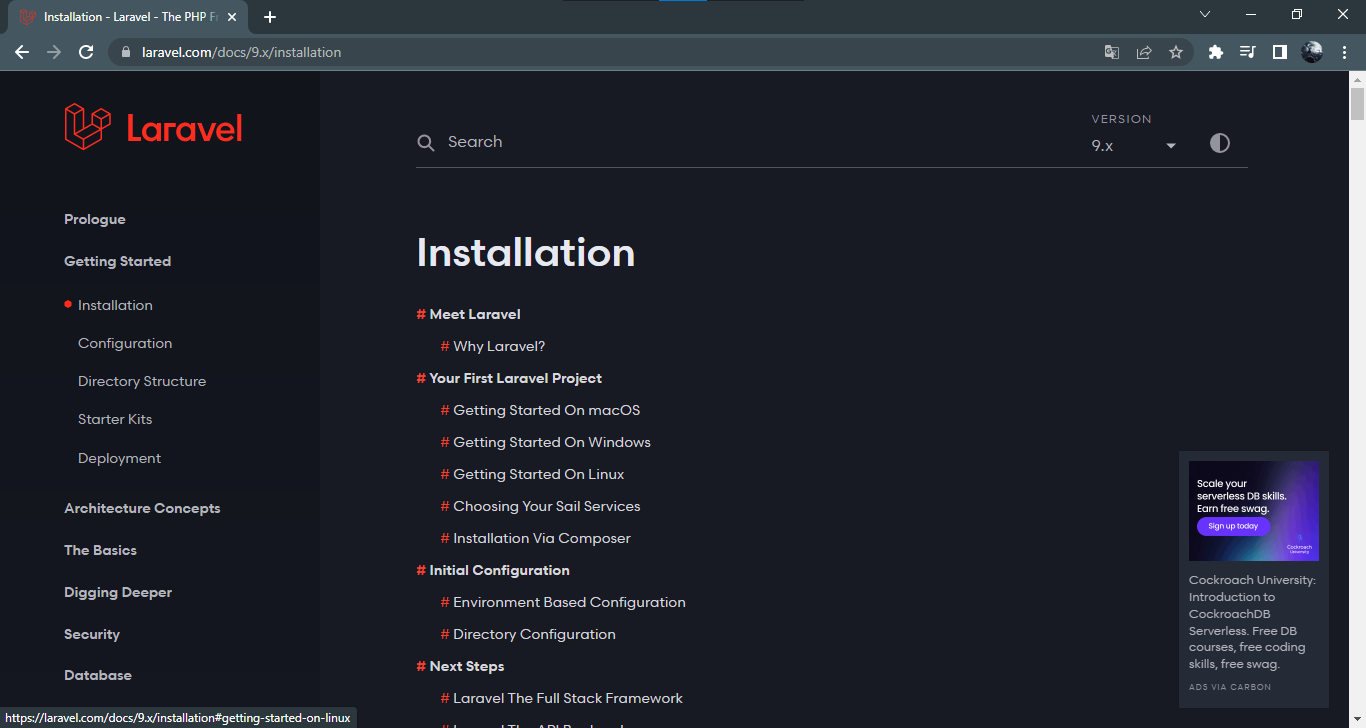 Installation - Laravel - The PHP Fr
laravel.com/docs/9.x/installation
Laravel
Search
VERSION
9.x
Prologue
Getting Started
Installation
Configuration
Directory Structure
Starter Kits
Deployment
Architecture Concepts
The Basics
Digging Deeper
Security
Database
Installation
# Meet Laravel
# Why Laravel?
# Your First Laravel Project
# Getting Started On macOS
# Getting Started On Windows
# Getting Started On Linux
# Choosing Your Sail Services
# Installation Via Composer
# Initial Configuration
# Environment Based Configuration
# Directory Configuration
# Next Steps
# Laravel The Full Stack Framework
Scale your
serverless DB skills.
Earn free swag.
Sign up today
Cockroach
University
Cockroach University:
Introduction to
CockroachDB
Serverless. Free DB
courses, free coding
skills, free swag.
ADS VIA CARBON
https://laravel.com/docs/9.x/installation#getting-started-on-linux